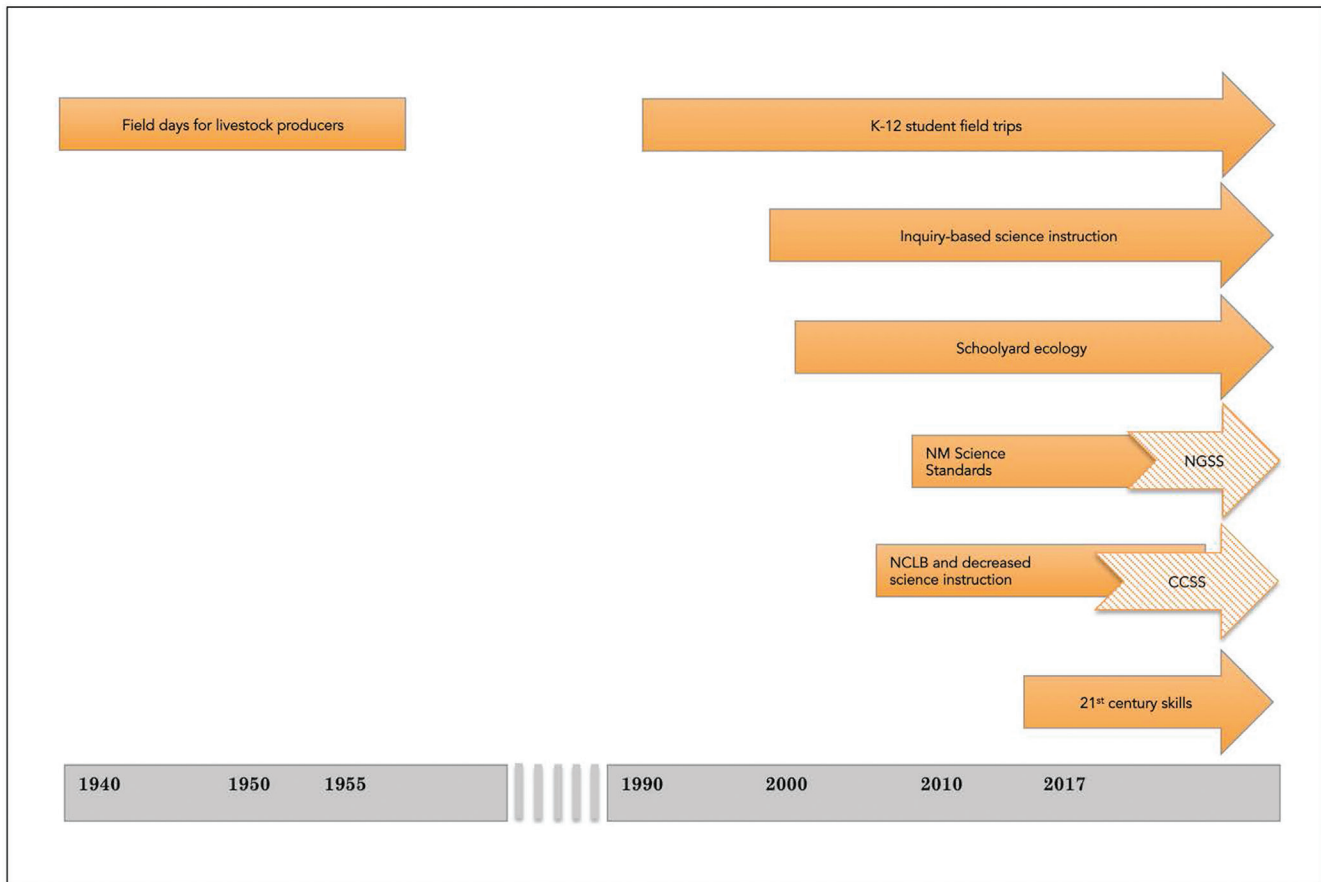 Field days for livestock producers
K-12 student field trips
Inquiry-based science instruction
Schoolyard ecology
NM Science
Standards
NGSS
NCLB and decreased
science instruction
CCSS
21st century skills
1940 1950 1955 1990 2000 2010 2017